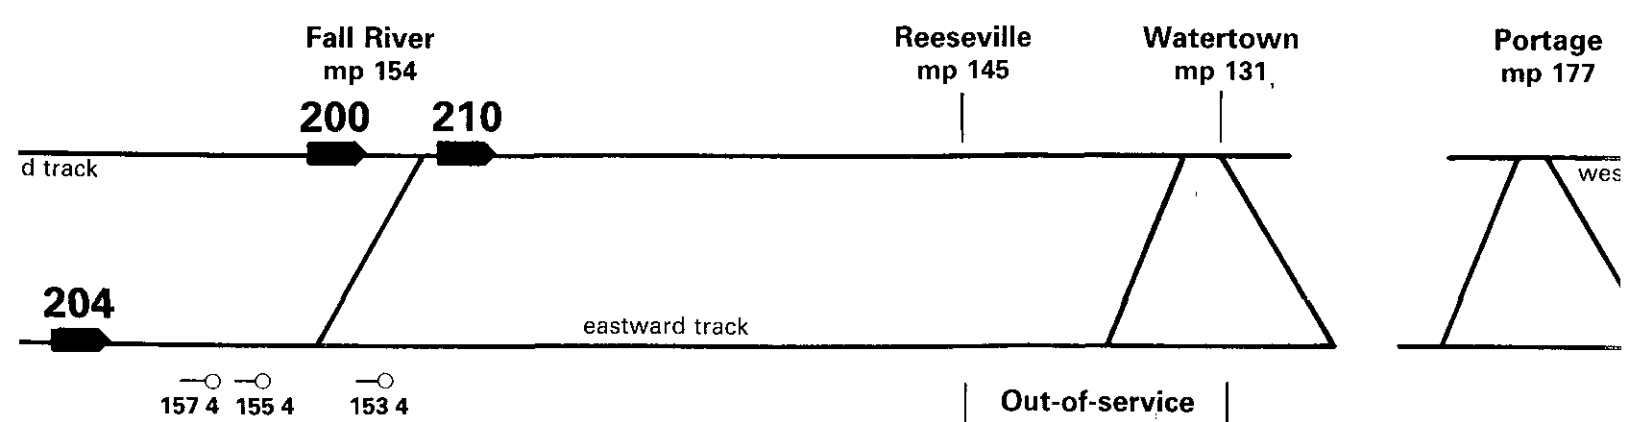 Fall River
mp 154
Reeseville
mp 145
Watertown
mp 131
Portage
mp 177
200 210
d track
wes
204
eastward track
157 4 155 4 153 4
Out-of-service